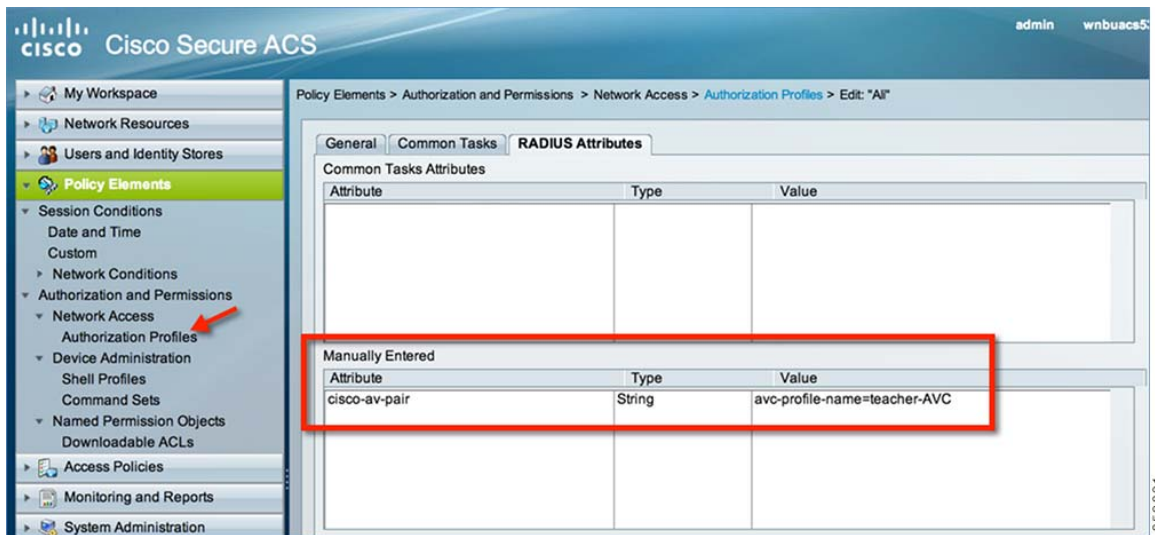 CISCO Cisco Secure ACS
admin wnbuacs5
My Workspace
Network Resources
Users and Identity Stores
Policy Elements
Session Conditions
Date and Time
Custom
Network Conditions
Authorization and Permissions
Network Access
Authorization Profiles
Device Administration
Shell Profiles
Command Sets
Named Permission Objects
Downloadable ACLs
Access Policies
Monitoring and Reports
System Administration
Policy Elements > Authorization and Permissions > Network Access > Authorization Profiles > Edit: "All"
General Common Tasks RADIUS Attributes
Common Tasks Attributes
Attribute Type Value
Manually Entered
Attribute Type Value
cisco-av-pair String avc-profile-name=teacher-AVC